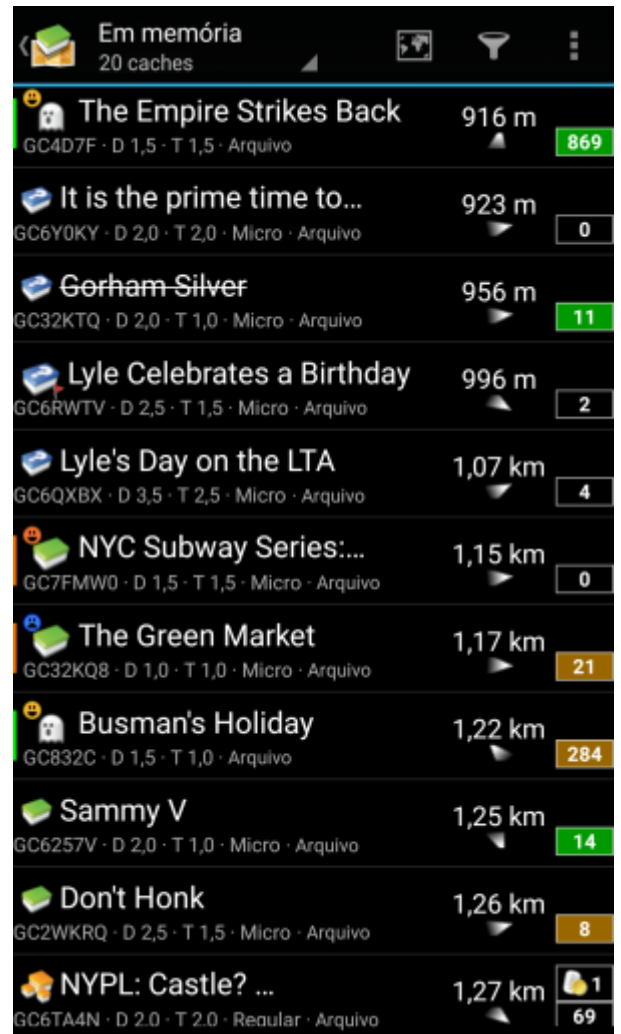 Em memória
20 caches
The Empire Strikes Back 916 m
GC4D7F · D 1,5 · T 1,5 · Arquivo 869
It is the prime time to… 923 m
GC6Y0KY · D 2,0 · T 2,0 · Micro · Arquivo 0
Gorham Silver 956 m
GC32KTQ · D 2,0 · T 1,0 · Micro · Arquivo 11
Lyle Celebrates a Birthday 996 m
GC6RWTV · D 2,5 · T 1,5 · Micro · Arquivo 2
Lyle's Day on the LTA 1,07 km
GC6QXBX · D 3,5 · T 2,5 · Micro · Arquivo 4
NYC Subway Series:… 1,15 km
GC7FMW0 · D 1,5 · T 1,5 · Micro · Arquivo 0
The Green Market 1,17 km
GC32KQ8 · D 1,0 · T 1,0 · Micro · Arquivo 21
Busman's Holiday 1,22 km
GC832C · D 1,5 · T 1,0 · Arquivo 284
Sammy V 1,25 km
GC6257V · D 2,0 · T 1,0 · Micro · Arquivo 14
Don't Honk 1,26 km
GC2WKRQ · D 2,5 · T 1,5 · Micro · Arquivo 8
NYPL: Castle? … 1,27 km 1
GC6TA4N · D 2,0 · T 2,0 · Regular · Arquivo 69